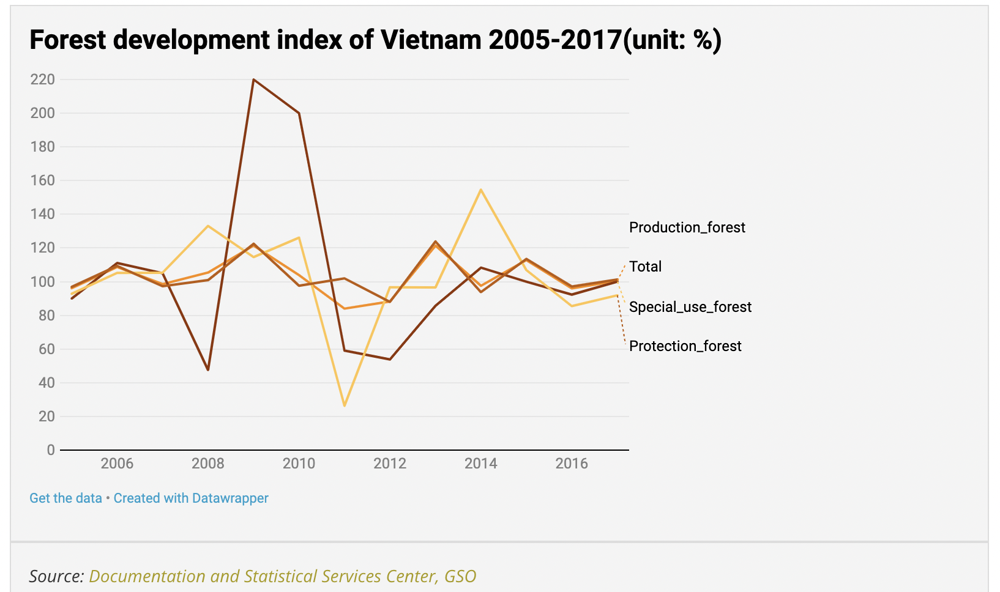 Forest development index of Vietnam 2005-2017(unit: %)
220
200
180
160
140
120
100
80
60
40
20
0
2006 2008 2010 2012 2014 2016
Production_forest
Total
Special_use_forest
Protection_forest
Get the data • Created with Datawrapper
Source: Documentation and Statistical Services Center, GSO